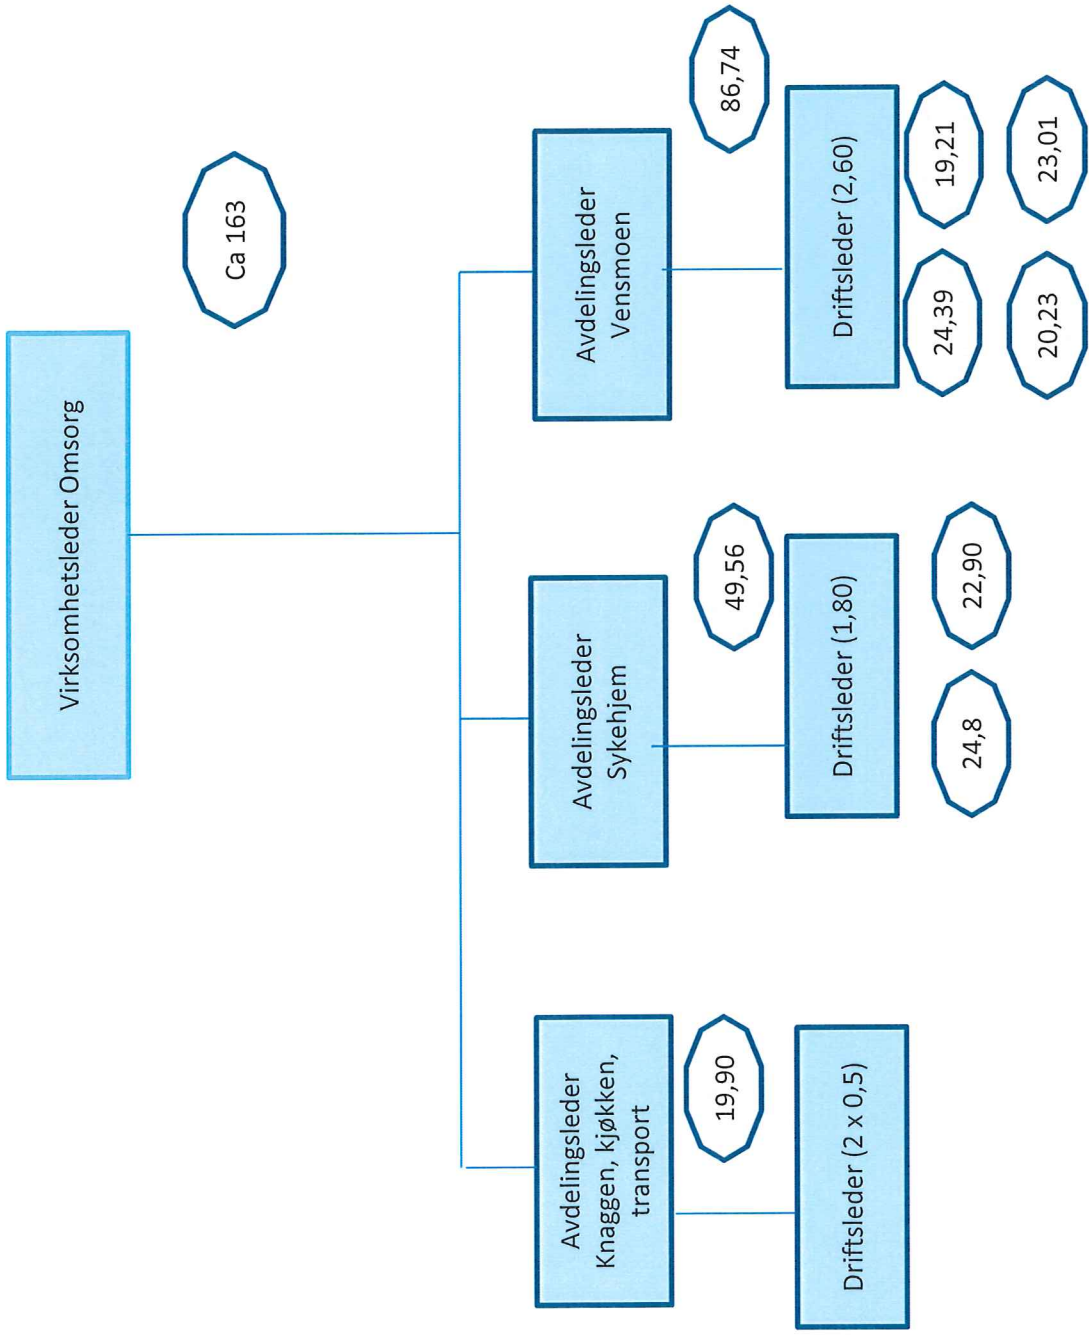 Virksomhetsleder Omsorg
Ca 163
Avdelingsleder
Knaggen, kjøkken,
transport
19,90
Driftsleder (2 x 0,5)
Avdelingsleder
Sykehjem
49,56
Driftsleder (1,80)
24,8
22,90
Avdelingsleder
Vensmoen
86,74
Driftsleder (2,60)
24,39
19,21
20,23
23,01